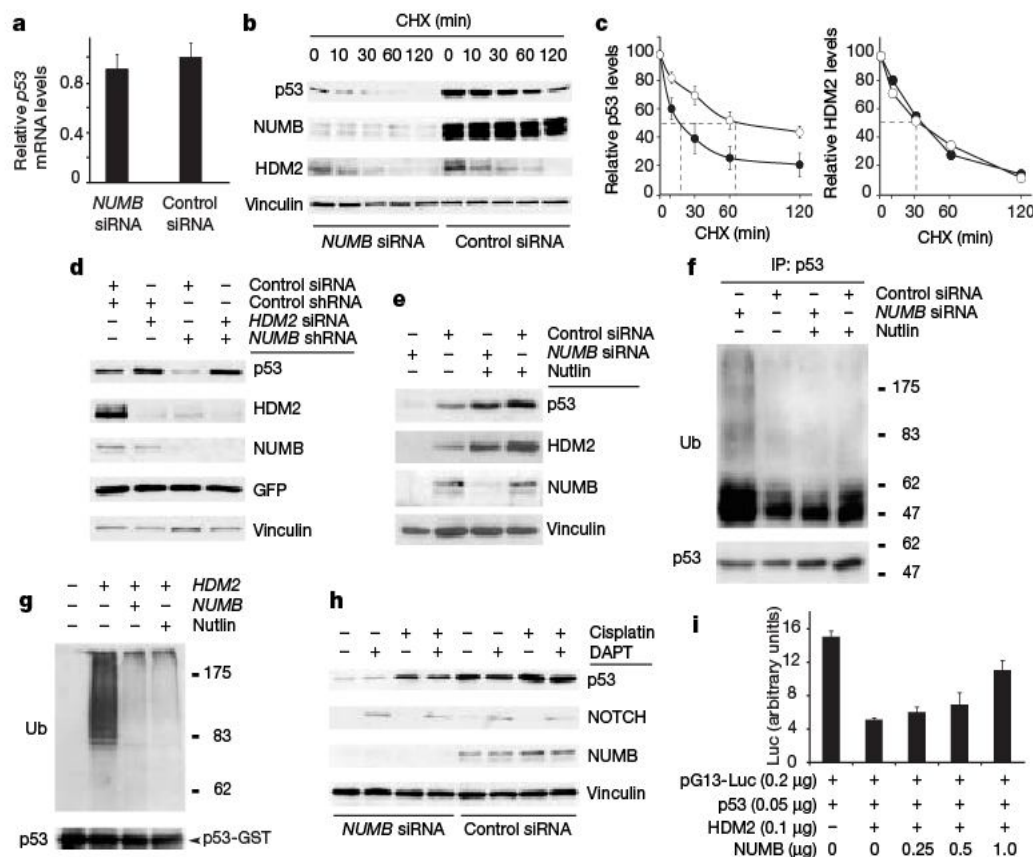 a
Relative p53
mRNA levels
0.8
0.4
0
NUMB
siRNA
Control
siRNA
b
CHX (min)
0 10 30 60 120 0 10 30 60 120
p53
NUMB
HDM2
Vinculin
NUMB siRNA Control siRNA
c
Relative p53 levels
100
80
60
40
20
0
0 30 60 120
CHX (min)
Relative HDM2 levels
100
80
60
40
20
0
0 30 60 120
CHX (min)
d
+ – + – Control siRNA
+ + – – Control shRNA
– + – + HDM2 siRNA
– – + + NUMB shRNA
p53
HDM2
NUMB
GFP
Vinculin
e
– + – + Control siRNA
+ – + – NUMB siRNA
– – + + Nutlin
p53
HDM2
NUMB
Vinculin
f
IP: p53
– + – + Control siRNA
+ – + – NUMB siRNA
– – + + Nutlin
Ub
175
83
62
47
p53
62
47
g
– + + + HDM2
– – + – NUMB
– – – + Nutlin
Ub
175
83
62
p53
p53-GST
h
– – + + – – + + Cisplatin
– + – + – + – + DAPT
p53
NOTCH
NUMB
Vinculin
NUMB siRNA Control siRNA
i
Luc (arbitrary unitls)
16
12
8
4
0
pG13-Luc (0.2 µg) + + + + +
p53 (0.05 µg) + + + + +
HDM2 (0.1 µg) – + + + +
NUMB (µg) 0 0 0.25 0.5 1.0